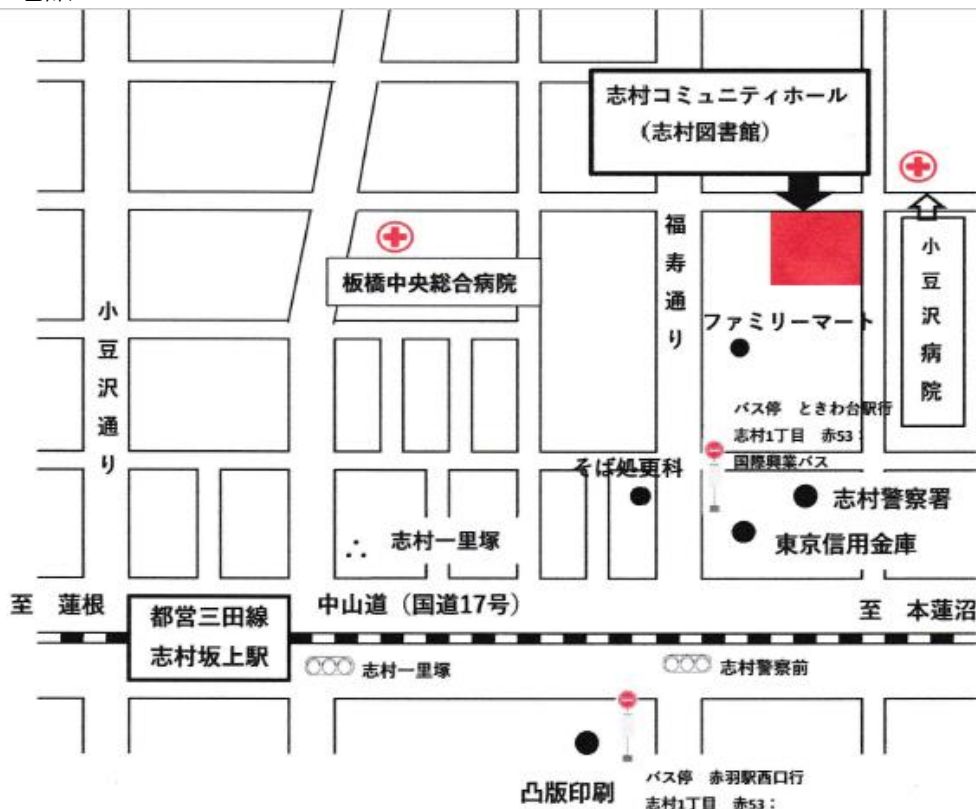 志村コミュニティホール
（志村図書館）
福寿通り
小豆沢病院
板橋中央総合病院
小豆沢通り
ファミリーマート
バス停　ときわ台駅行
志村1丁目　赤53：
国際興業バス
そば処更科
志村警察署
志村一里塚
東京信用金庫
至　蓮根
都営三田線
志村坂上駅
中山道（国道17号）
至　本蓮沼
志村一里塚
志村警察前
凸版印刷
バス停　赤羽駅西口行
志村1丁目　赤53：